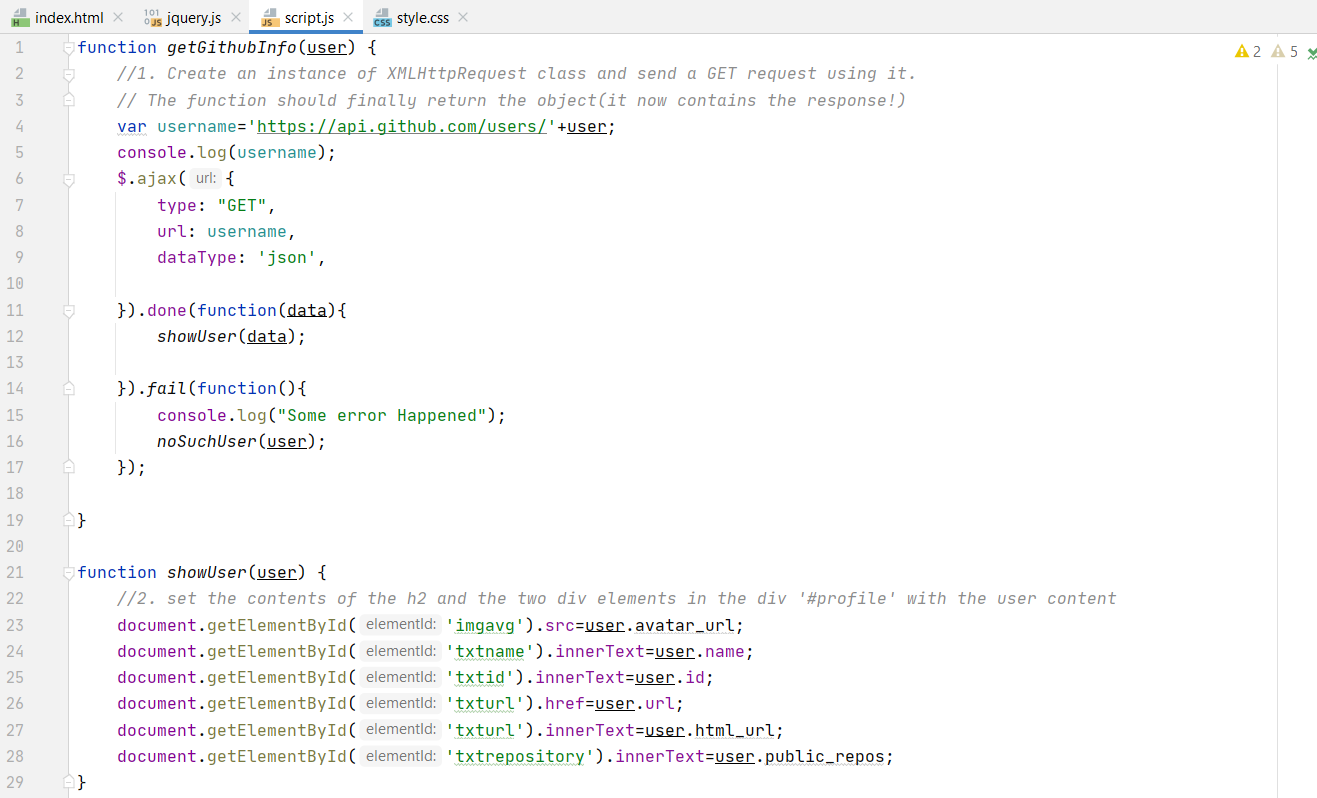 index.html jquery.js script.js style.css
1 function getGithubInfo(user) { 2 5
2 //1. Create an instance of XMLHttpRequest class and send a GET request using it.
3 // The function should finally return the object(it now contains the response!)
4 var username='https://api.github.com/users/'+user;
5 console.log(username);
6 $.ajax( url: {
7 type: "GET",
8 url: username,
9 dataType: 'json',
10
11 }).done(function(data){
12 showUser(data);
13
14 }).fail(function(){
15 console.log("Some error Happened");
16 noSuchUser(user);
17 });
18
19 }
20
21 function showUser(user) {
22 //2. set the contents of the h2 and the two div elements in the div '#profile' with the user content
23 document.getElementById( elementId: 'imgavg').src=user.avatar_url;
24 document.getElementById( elementId: 'txtname').innerText=user.name;
25 document.getElementById( elementId: 'txtid').innerText=user.id;
26 document.getElementById( elementId: 'txturl').href=user.url;
27 document.getElementById( elementId: 'txturl').innerText=user.html_url;
28 document.getElementById( elementId: 'txtrepository').innerText=user.public_repos;
29 }